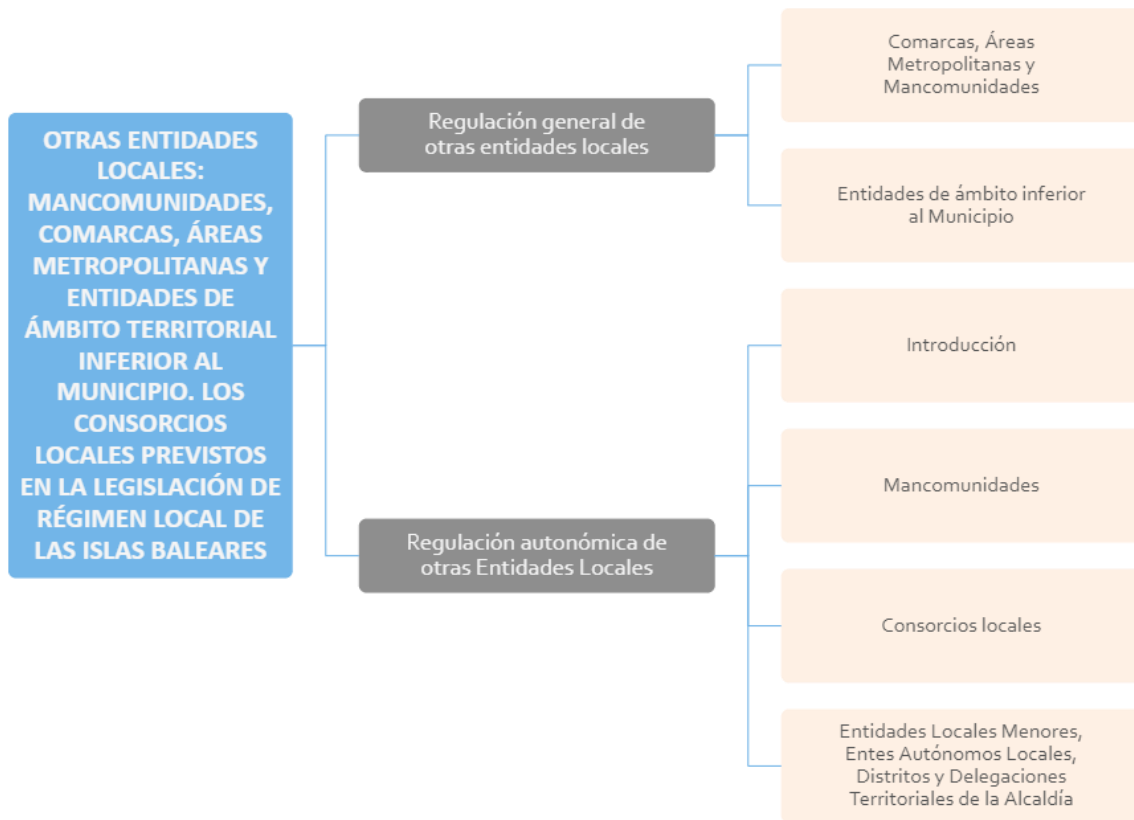 OTRAS ENTIDADES
LOCALES:
MANCOMUNIDADES,
COMARCAS, ÁREAS
METROPOLITANAS Y
ENTIDADES DE
ÁMBITO TERRITORIAL
INFERIOR AL
MUNICIPIO. LOS
CONSORCIOS
LOCALES PREVISTOS
EN LA LEGISLACIÓN DE
RÉGIMEN LOCAL DE
LAS ISLAS BALEARES
Regulación general de
otras entidades locales
Comarcas, Áreas
Metropolitanas y
Mancomunidades
Entidades de ámbito inferior
al Municipio
Regulación autonómica de
otras Entidades Locales
Introducción
Mancomunidades
Consorcios locales
Entidades Locales Menores,
Entes Autónomos Locales,
Distritos y Delegaciones
Territoriales de la Alcaldía